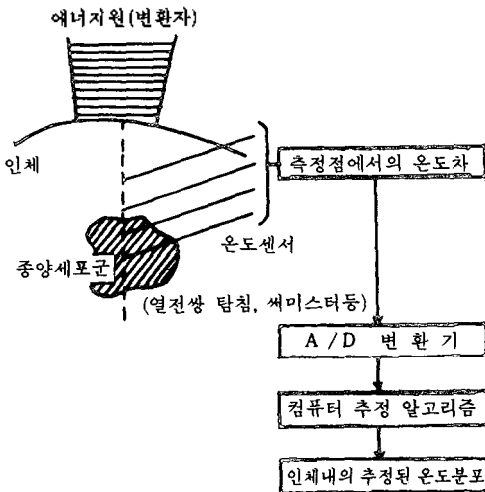 에너지원(변환자)
인체
측정점에서의 온도차
온도센서
종양세포군
(열전쌍 탐침, 써미스터등)
A/D 변환기
컴퓨터 추정 알고리즘
인체내의 추정된 온도분포